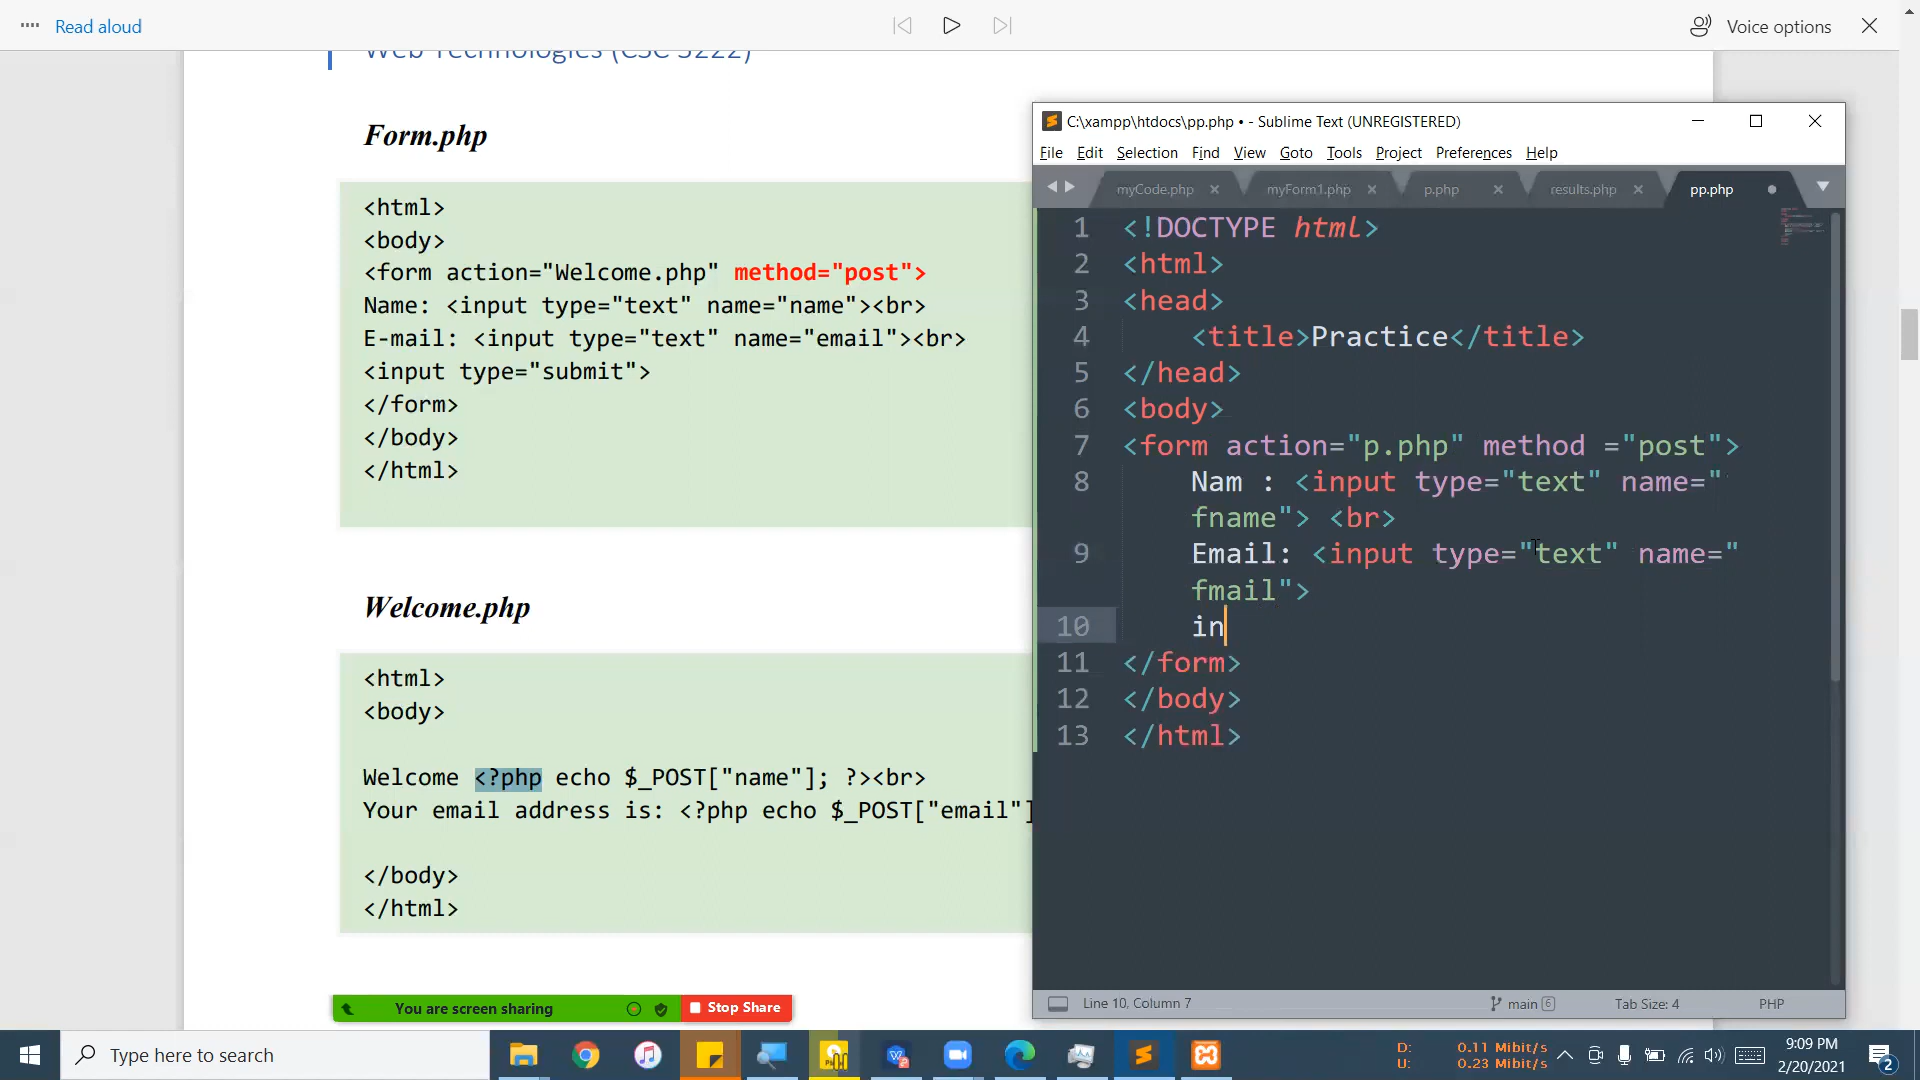 Read aloud
Voice options
Web Technologies (CSC 3222)
Form.php
<html>
<body>
<form action="Welcome.php" method="post">
Name: <input type="text" name="name"><br>
E-mail: <input type="text" name="email"><br>
<input type="submit">
</form>
</body>
</html>
Welcome.php
<html>
<body>
Welcome <?php echo $_POST["name"]; ?><br>
Your email address is: <?php echo $_POST["email"]
</body>
</html>
C:\xampp\htdocs\pp.php • - Sublime Text (UNREGISTERED)
File Edit Selection Find View Goto Tools Project Preferences Help
myCode.php myForm1.php p.php results.php pp.php
1 <!DOCTYPE html>
2 <html>
3 <head>
4 <title>Practice</title>
5 </head>
6 <body>
7 <form action="p.php" method ="post">
8 Nam : <input type="text" name="
fname"> <br>
9 Email: <input type="text" name="
fmail">
10 in
11 </form>
12 </body>
13 </html>
Line 10, Column 7 main 6 Tab Size: 4 PHP
You are screen sharing Stop Share
Type here to search
D: 0.11 Mibit/s
U: 0.23 Mibit/s
9:09 PM
2/20/2021
2